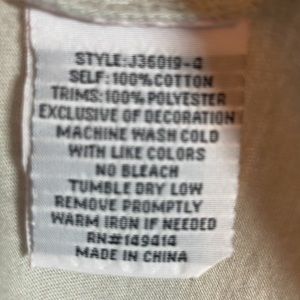 STYLE:J36019-Q
SELF:100% COTTON
TRIMS:100% POLYESTER
EXCLUSIVE OF DECORATION
MACHINE WASH COLD
WITH LIKE COLORS
NO BLEACH
TUMBLE DRY LOW
REMOVE PROMPTLY
WARM IRON IF NEEDED
RN#149414
MADE IN CHINA